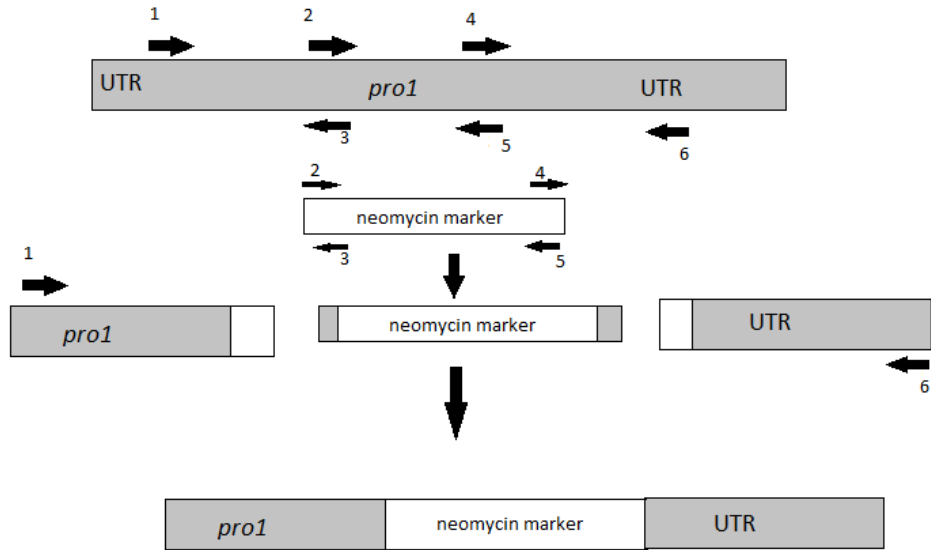 1 2 4
UTR pro1 UTR
3 5 6
2 4
neomycin marker
3 5
1
pro1 neomycin marker UTR
6
pro1 neomycin marker UTR